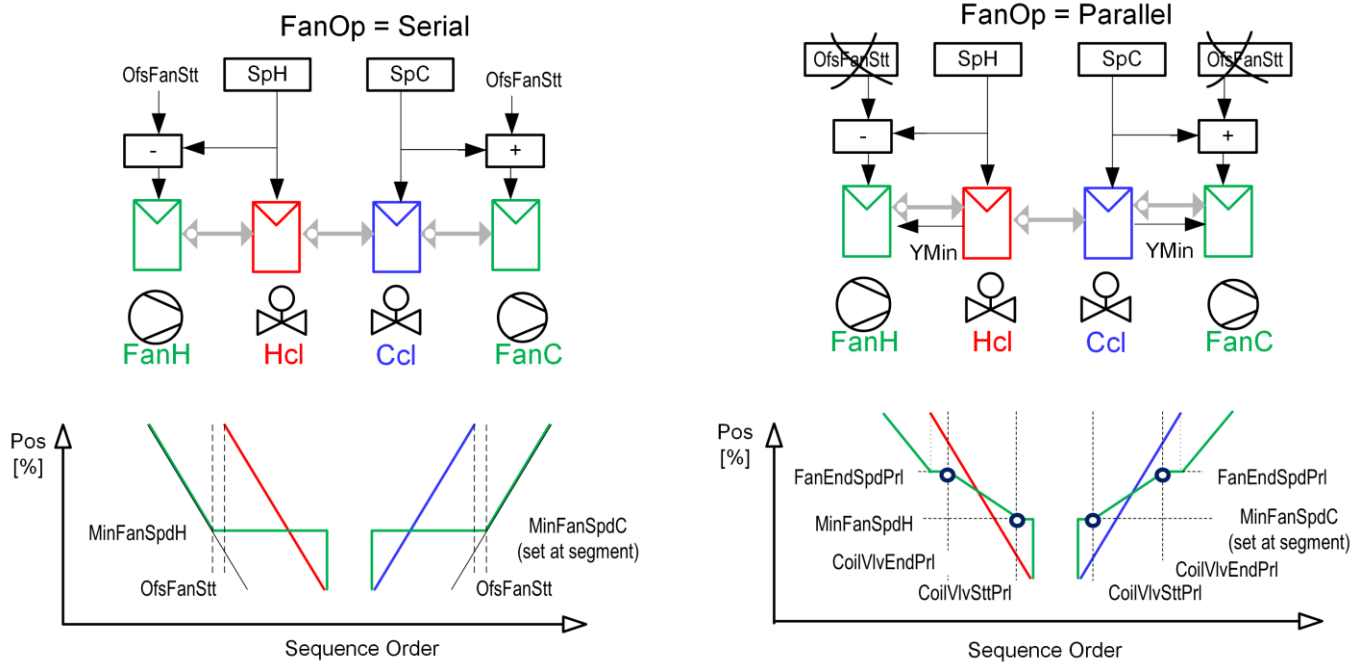 FanOp = Serial
OfsFanStt
SpH
SpC
OfsFanStt
-
+
FanH
Hcl
Ccl
FanC
Pos
[%]
MinFanSpdH
MinFanSpdC
(set at segment)
OfsFanStt
OfsFanStt
Sequence Order
FanOp = Parallel
OfsFanStt
SpH
SpC
OfsFanStt
-
+
YMin
YMin
FanH
Hcl
Ccl
FanC
Pos
[%]
FanEndSpdPrl
FanEndSpdPrl
MinFanSpdH
MinFanSpdC
(set at segment)
CoilVlvEndPrl
CoilVlvEndPrl
CoilVlvSttPrl
CoilVlvSttPrl
Sequence Order